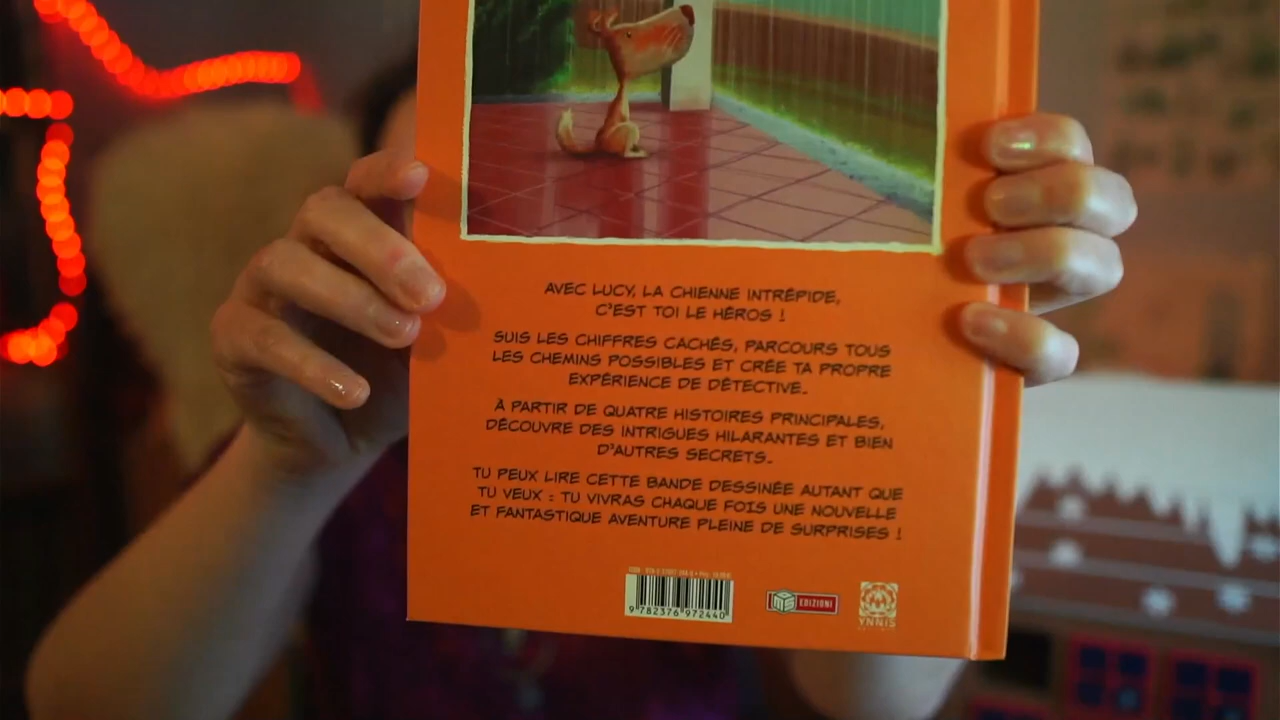 AVEC LUCY, LA CHIENNE INTRÉPIDE,
C'EST TOI LE HÉROS !
SUIS LES CHIFFRES CACHÉS, PARCOURS TOUS
LES CHEMINS POSSIBLES ET CRÉE TA PROPRE
EXPÉRIENCE DE DÉTECTIVE.
À PARTIR DE QUATRE HISTOIRES PRINCIPALES,
DÉCOUVRE DES INTRIGUES HILARANTES ET BIEN
D'AUTRES SECRETS.
TU PEUX LIRE CETTE BANDE DESSINÉE AUTANT QUE
TU VEUX : TU VIVRAS CHAQUE FOIS UNE NOUVELLE
ET FANTASTIQUE AVENTURE PLEINE DE SURPRISES !
9 782376 972440
EDIZIONI
YNNIS